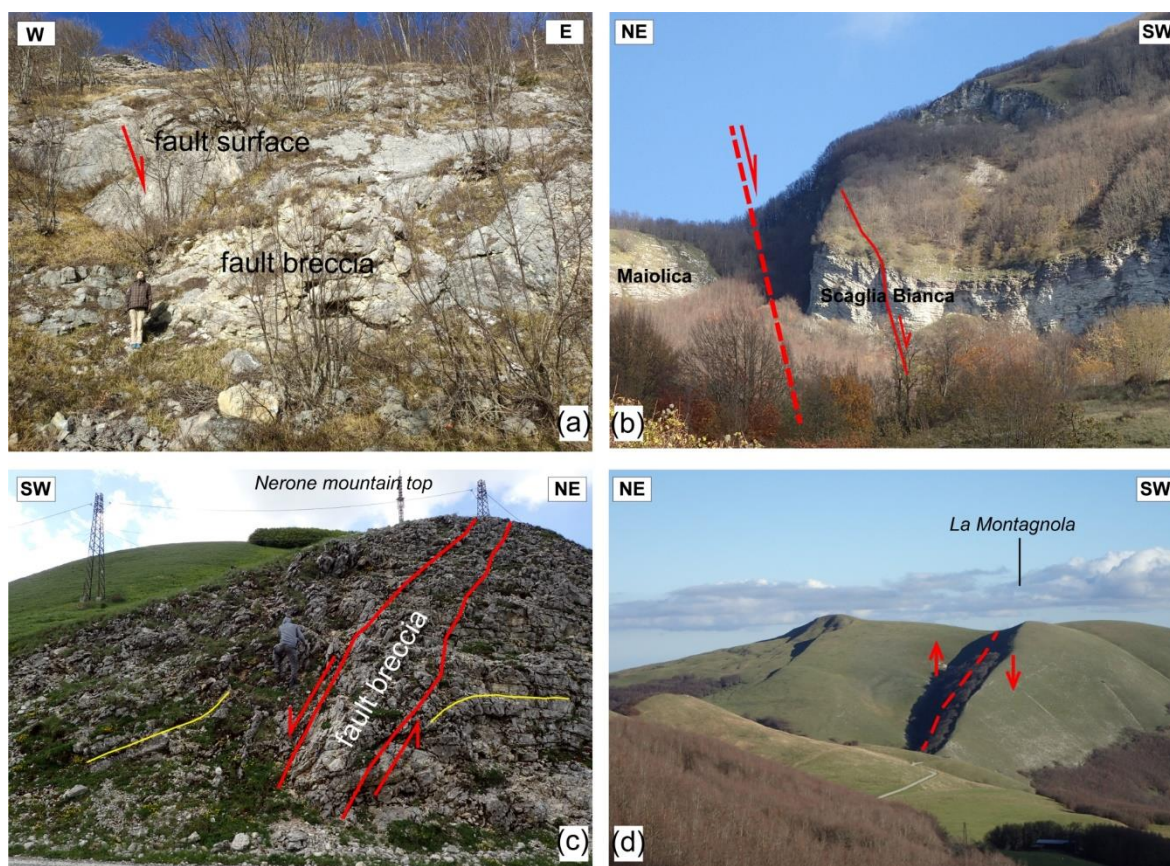 W
E
fault surface
fault breccia
(a)
NE
SW
Maiolica
Scaglia Bianca
(b)
SW
Nerone mountain top
NE
fault breccia
(c)
NE
SW
La Montagnola
(d)